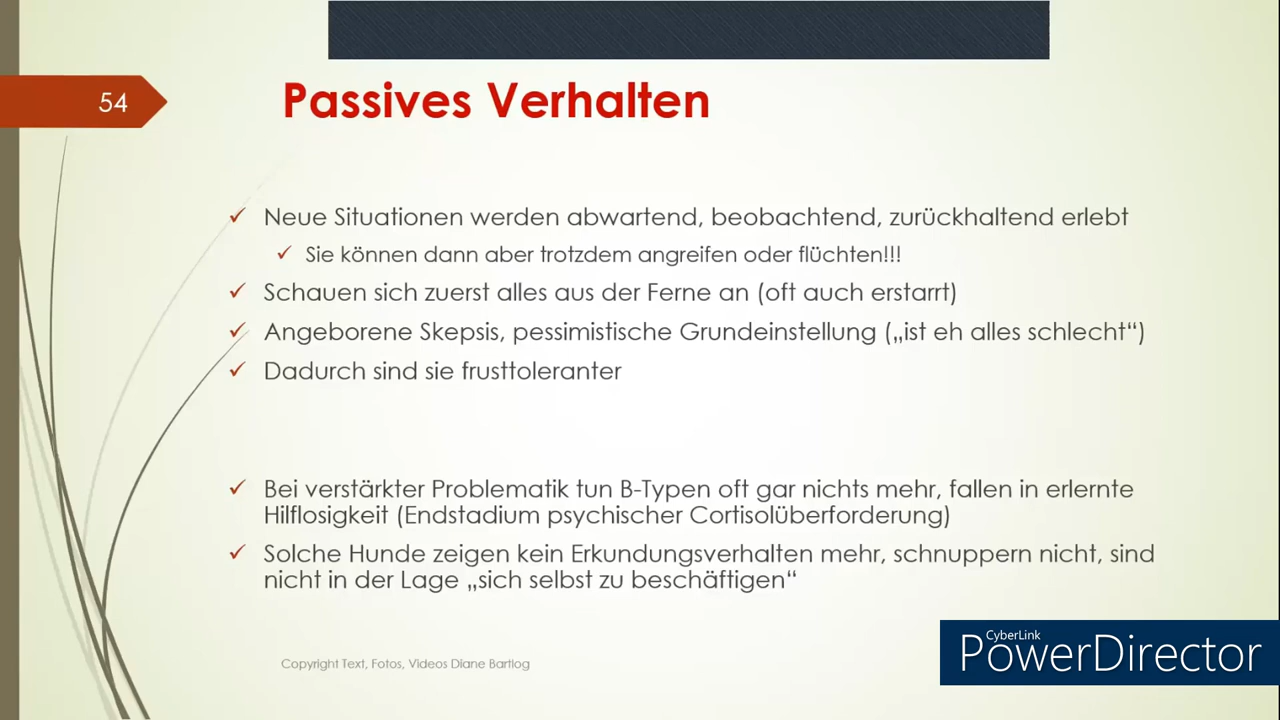 54
Passives Verhalten
Neue Situationen werden abwartend, beobachtend, zurückhaltend erlebt
Sie können dann aber trotzdem angreifen oder flüchten!!!
Schauen sich zuerst alles aus der Ferne an (oft auch erstarrt)
Angeborene Skepsis, pessimistische Grundeinstellung („ist eh alles schlecht“)
Dadurch sind sie frusttoleranter
Bei verstärkter Problematik tun B-Typen oft gar nichts mehr, fallen in erlernte
Hilflosigkeit (Endstadium psychischer Cortisolüberforderung)
Solche Hunde zeigen kein Erkundungsverhalten mehr, schnuppern nicht, sind
nicht in der Lage „sich selbst zu beschäftigen“
Copyright Text, Fotos, Videos Diane Bartlog
CyberLink
PowerDirector